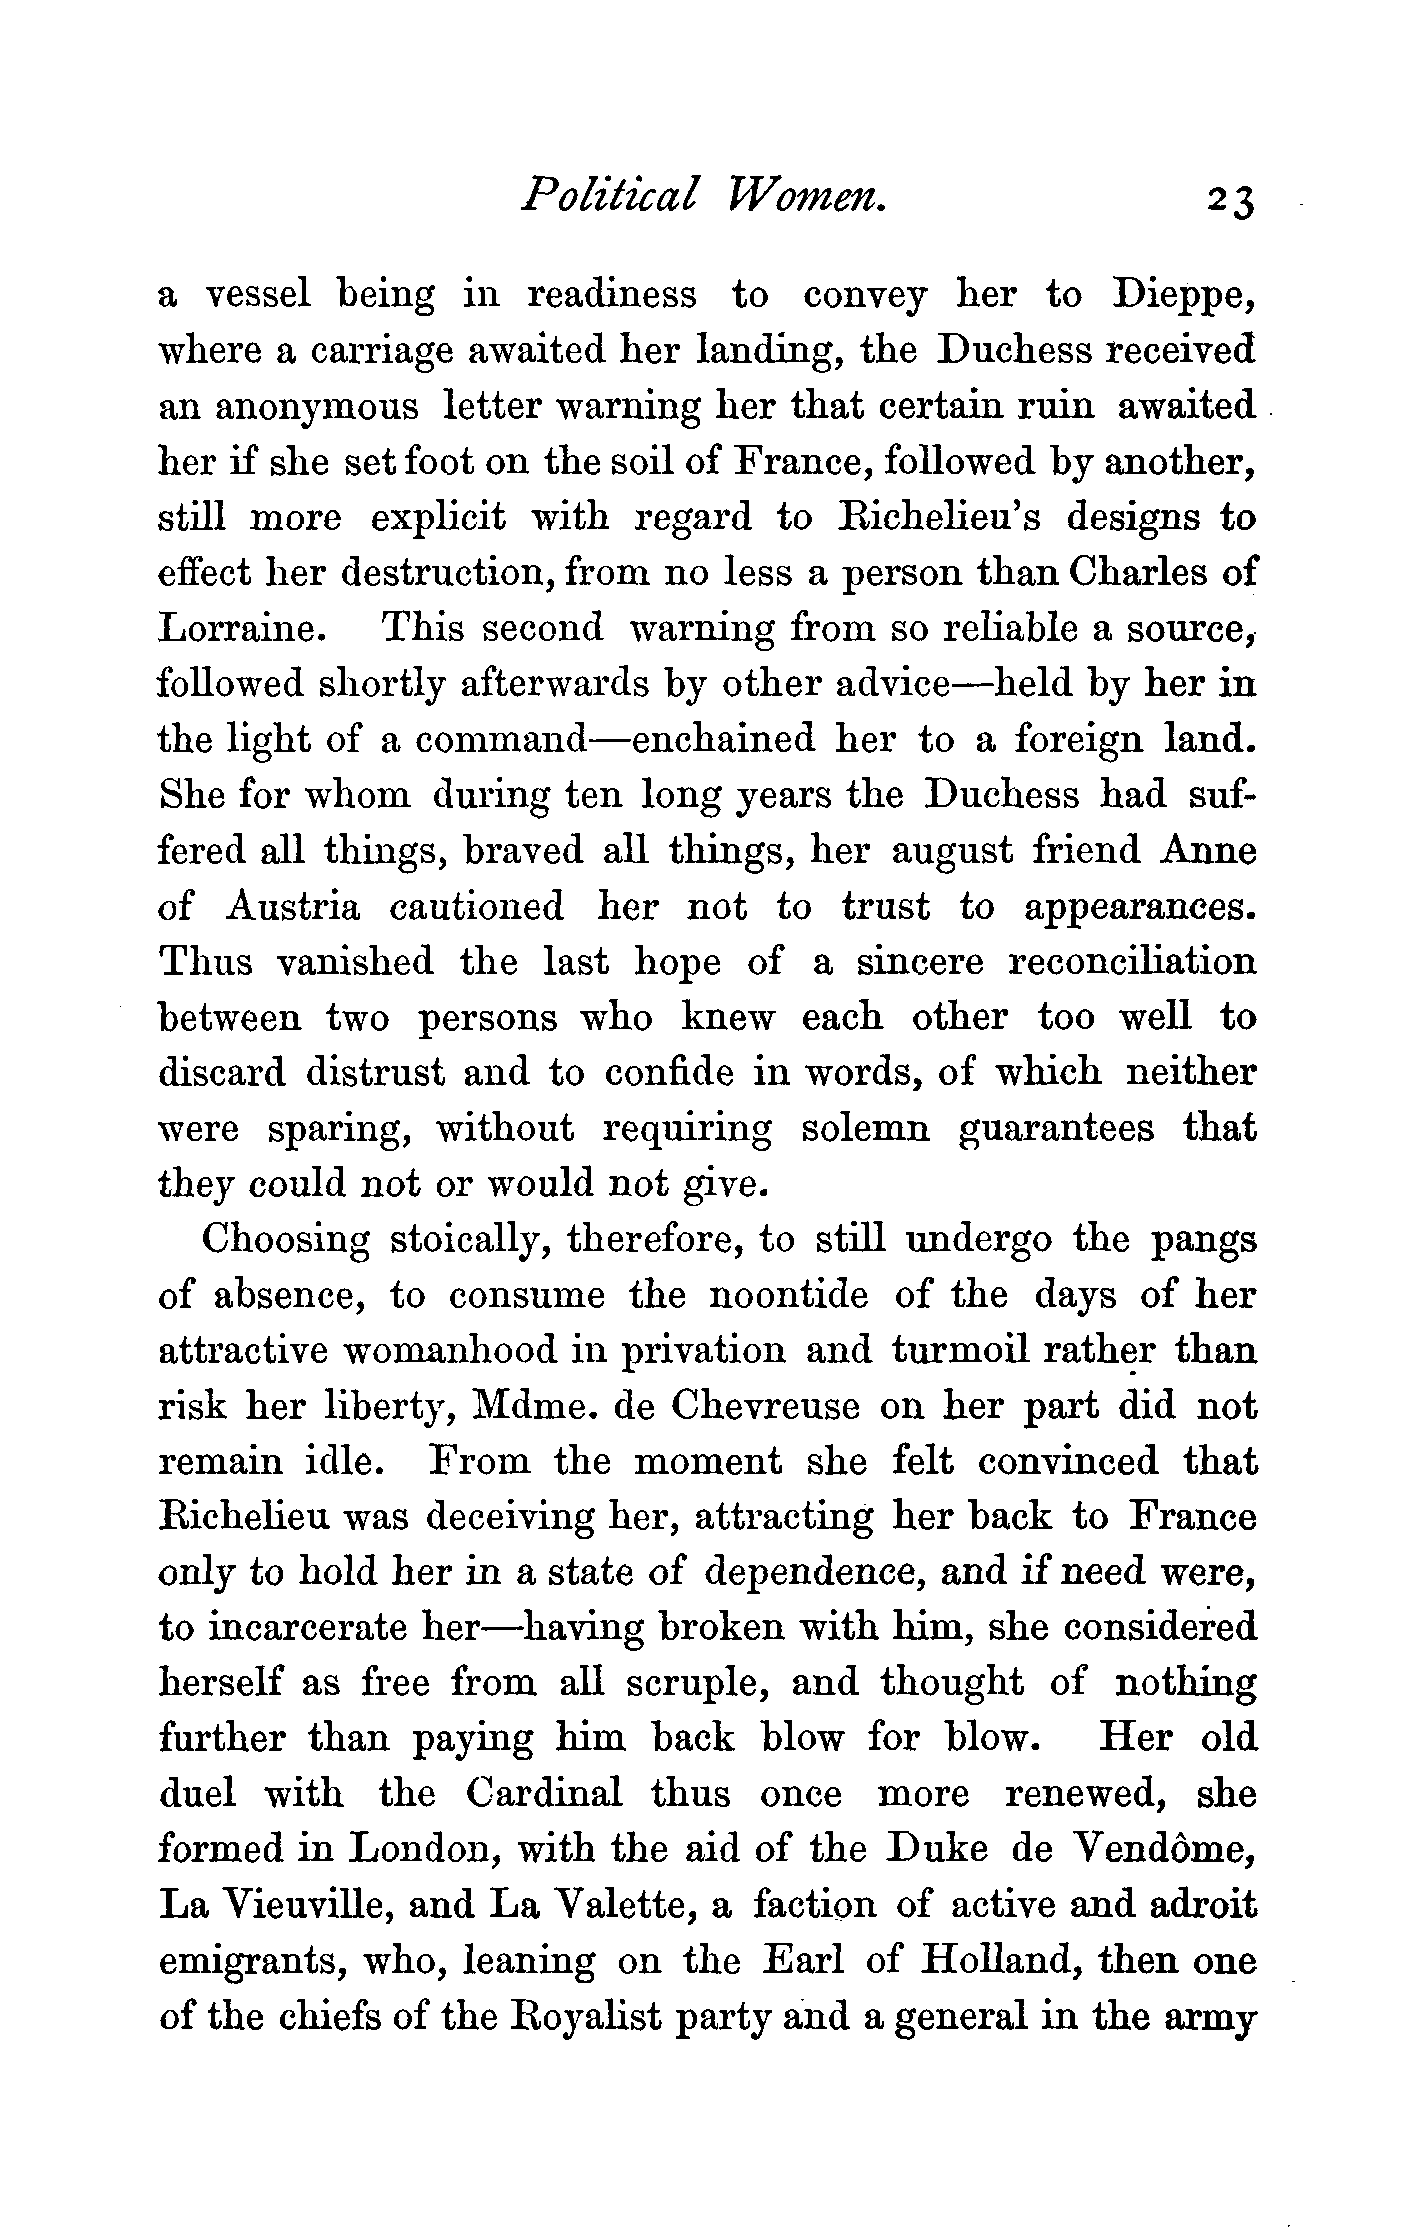 Political Women. 23
a vessel being in readiness to convey her to Dieppe,
where a carriage awaited her landing, the Duchess received
an anonymous letter warning her that certain ruin awaited
her if she set foot on the soil of France, followed by another,
still more explicit with regard to Richelieu's designs to
effect her destruction, from no less a person than Charles of
Lorraine. This second warning from so reliable a source,
followed shortly afterwards by other advice—held by her in
the light of a command—enchained her to a foreign land.
She for whom during ten long years the Duchess had suf-
fered all things, braved all things, her august friend Anne
of Austria cautioned her not to trust to appearances.
Thus vanished the last hope of a sincere reconciliation
between two persons who knew each other too well to
discard distrust and to confide in words, of which neither
were sparing, without requiring solemn guarantees that
they could not or would not give.
Choosing stoically, therefore, to still undergo the pangs
of absence, to consume the noontide of the days of her
attractive womanhood in privation and turmoil rather than
risk her liberty, Mdme. de Chevreuse on her part did not
remain idle. From the moment she felt convinced that
Richelieu was deceiving her, attracting her back to France
only to hold her in a state of dependence, and if need were,
to incarcerate her—having broken with him, she considered
herself as free from all scruple, and thought of nothing
further than paying him back blow for blow. Her old
duel with the Cardinal thus once more renewed, she
formed in London, with the aid of the Duke de Vendôme,
La Vieuville, and La Valette, a faction of active and adroit
emigrants, who, leaning on the Earl of Holland, then one
of the chiefs of the Royalist party and a general in the army